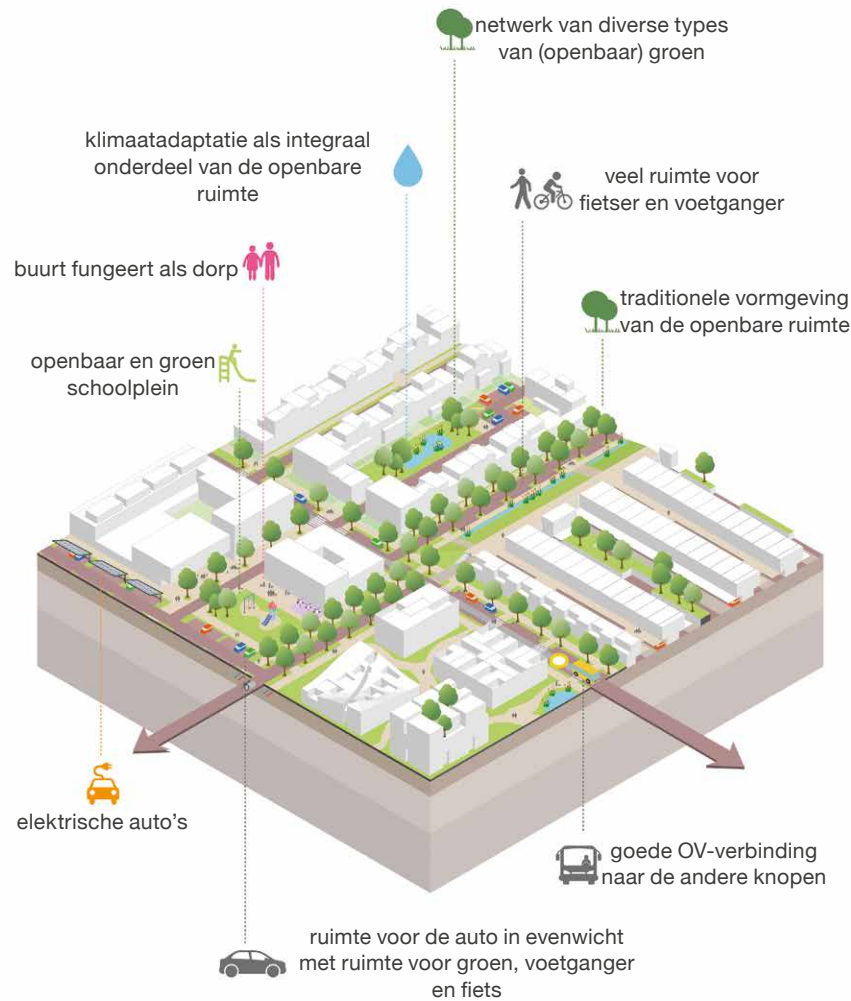 netwerk van diverse types
van (openbaar) groen
klimaatadaptatie als integraal
onderdeel van de openbare
ruimte
veel ruimte voor
fietser en voetganger
buurt fungeert als dorp
traditionele vormgeving
van de openbare ruimte
openbaar en groen
schoolplein
elektrische auto's
goede OV-verbinding
naar de andere knopen
ruimte voor de auto in evenwicht
met ruimte voor groen, voetganger
en fiets